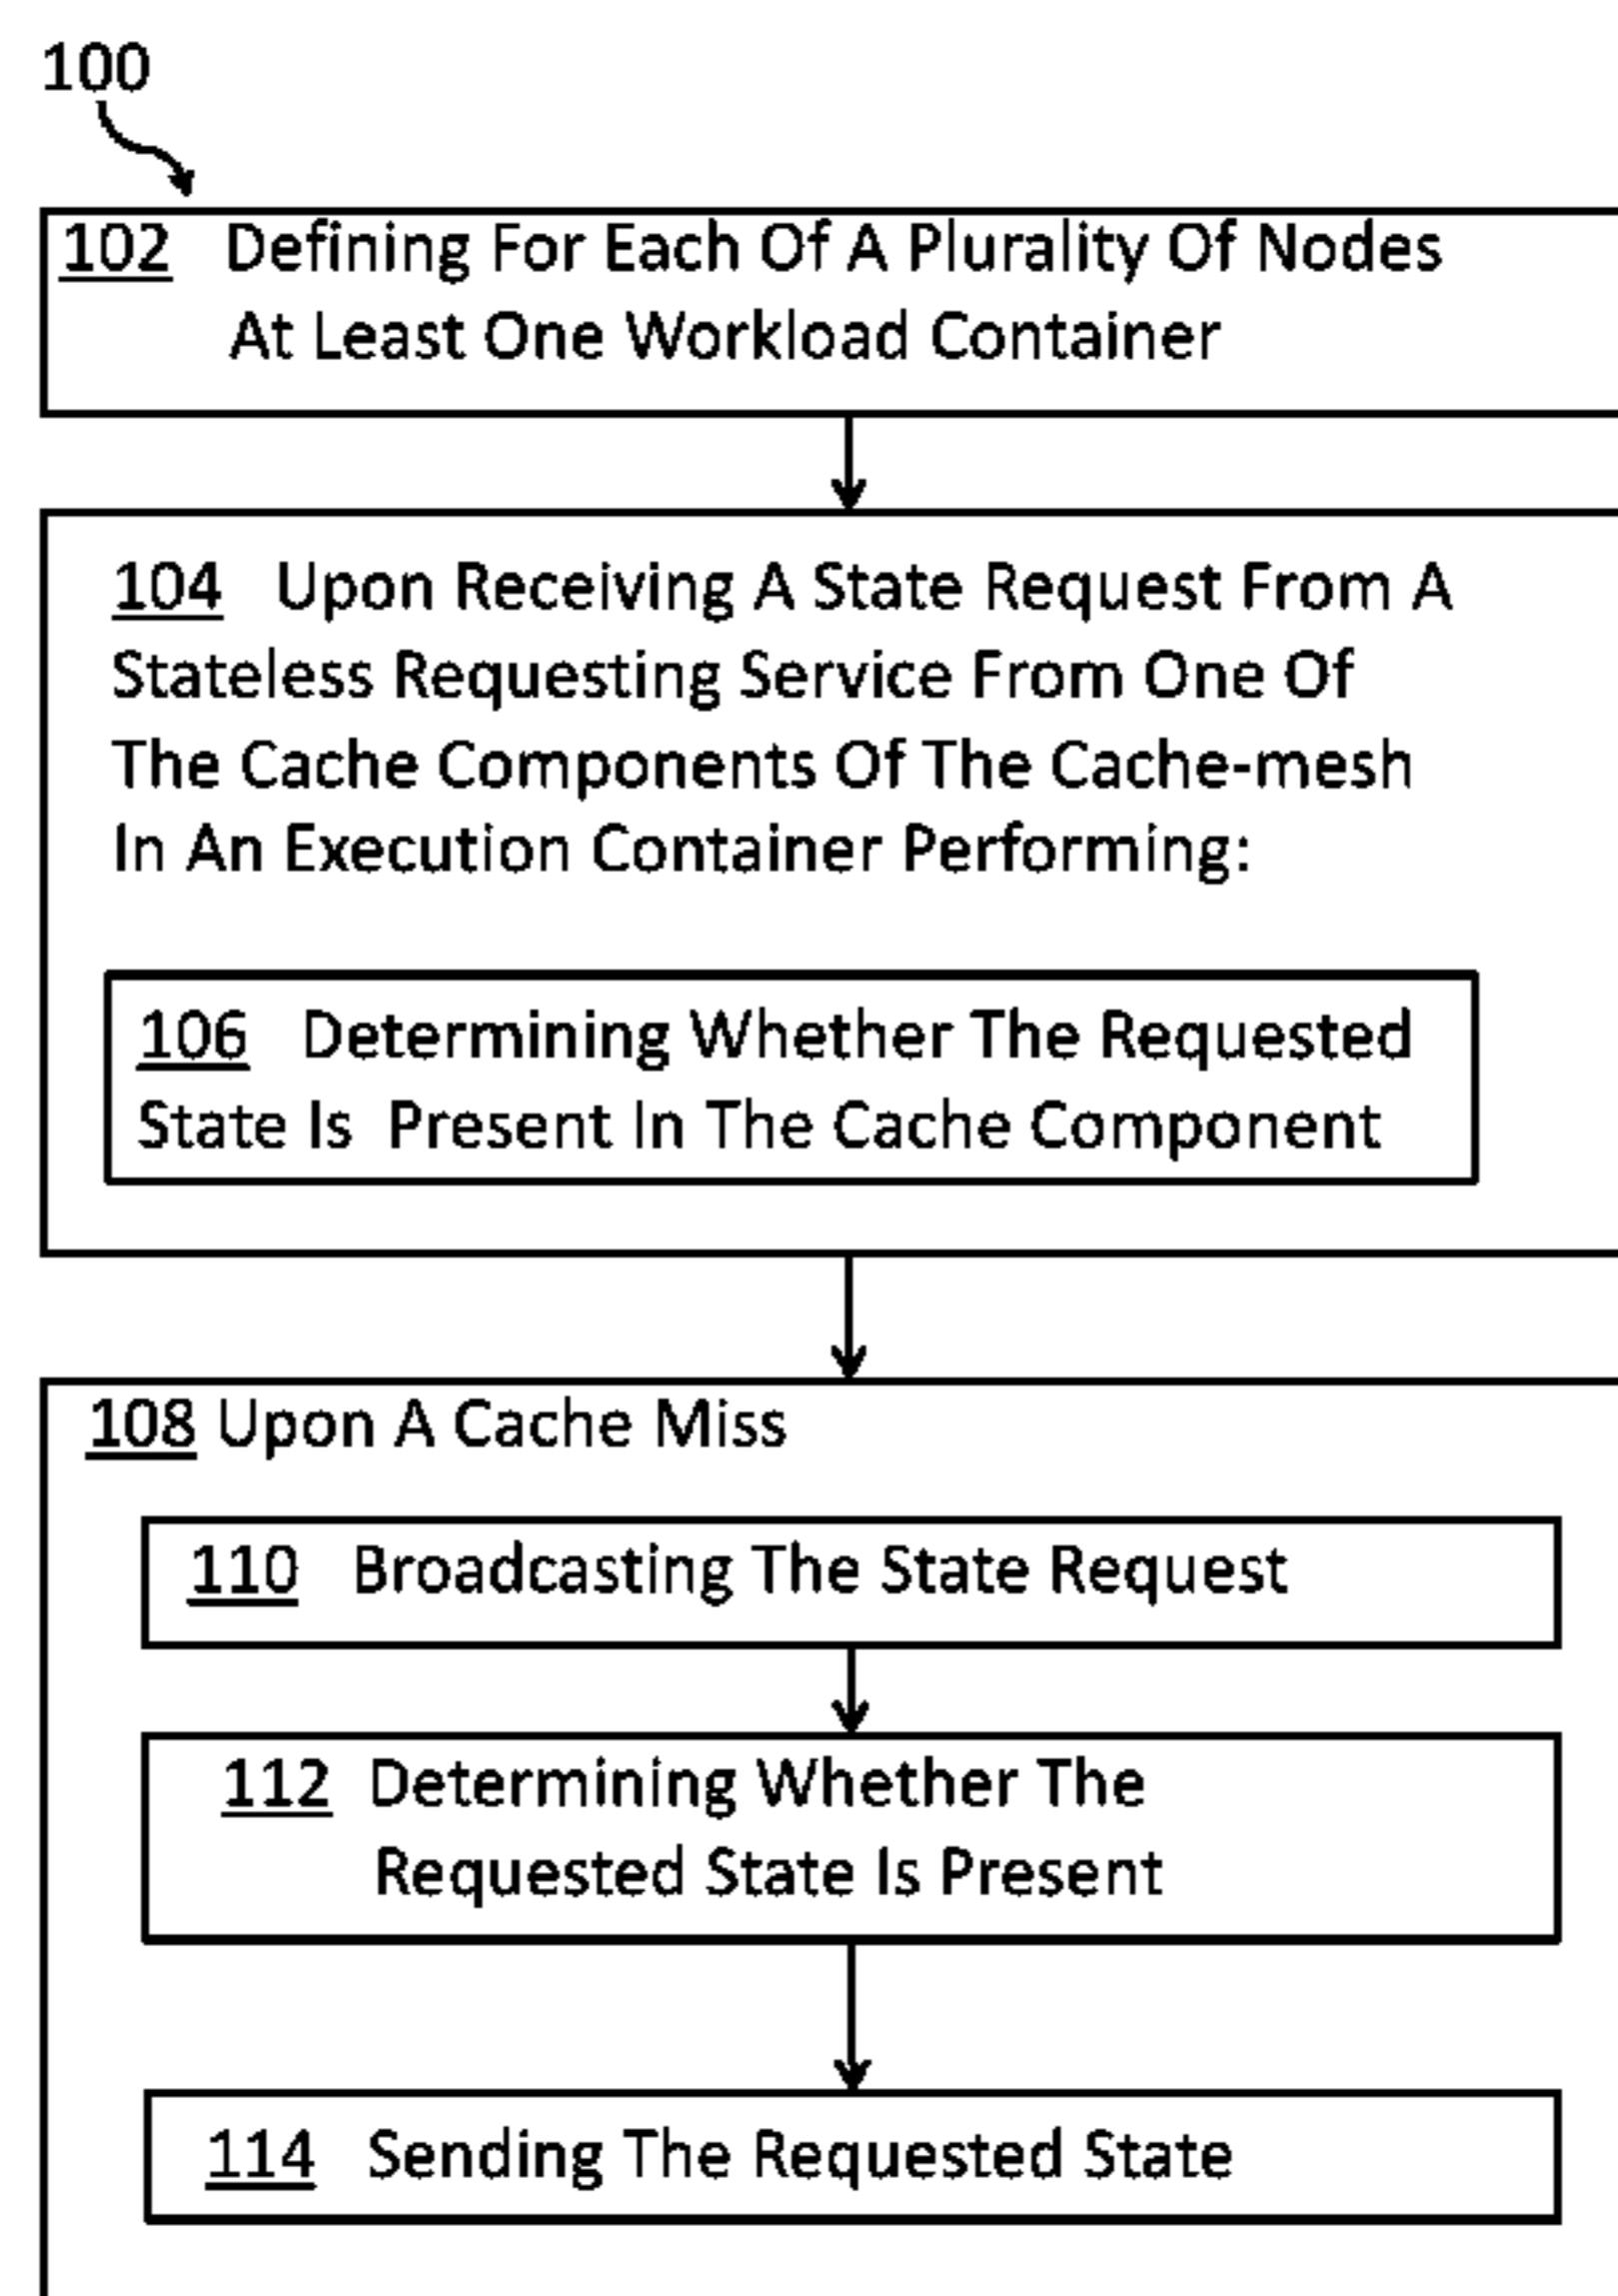 100
102 Defining For Each Of A Plurality Of Nodes
At Least One Workload Container
104 Upon Receiving A State Request From A
Stateless Requesting Service From One Of
The Cache Components Of The Cache-mesh
In An Execution Container Performing:
106 Determining Whether The Requested
State Is Present In The Cache Component
108 Upon A Cache Miss
110 Broadcasting The State Request
112 Determining Whether The
Requested State Is Present
114 Sending The Requested State